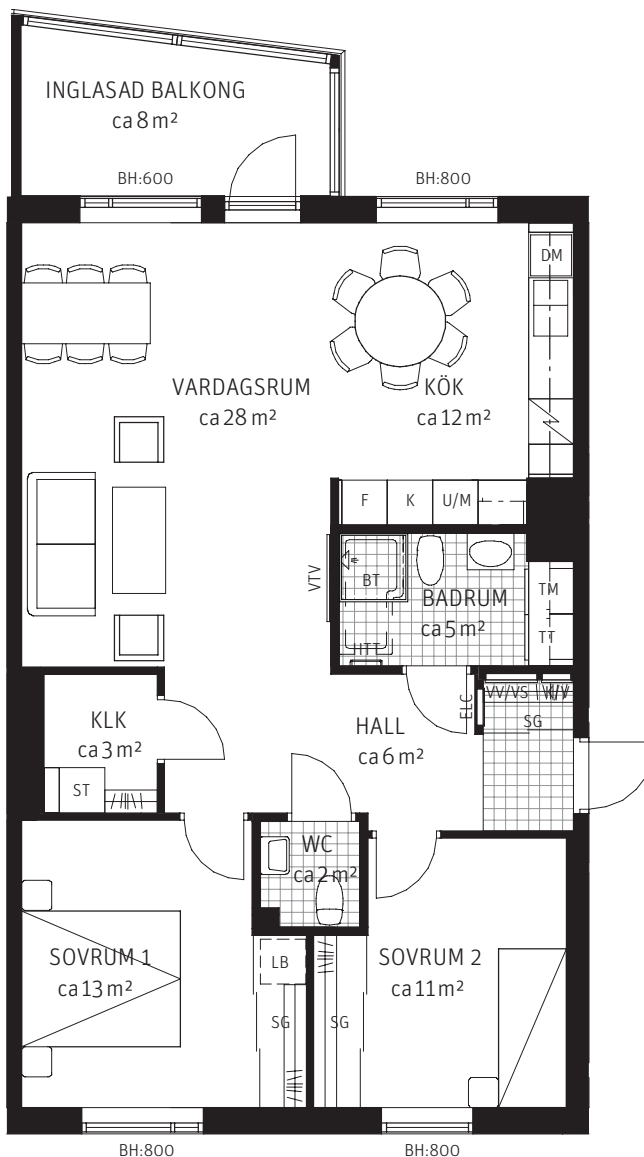 INGLASAD BALKONG
ca 8 m²
BH:600
BH:800
DM
VARDAGSRUM
ca 28 m²
KÖK
ca 12 m²
F
K
U/M
VTV
BT
BADRUM
ca 5 m²
TM
TT
HTT
ELC
VV/VS
K/V
SG
KLK
ca 3 m²
HALL
ca 6 m²
ST
WC
ca 2 m²
SOVRUM 1
ca 13 m²
LB
SG
SG
SOVRUM 2
ca 11 m²
BH:800
BH:800